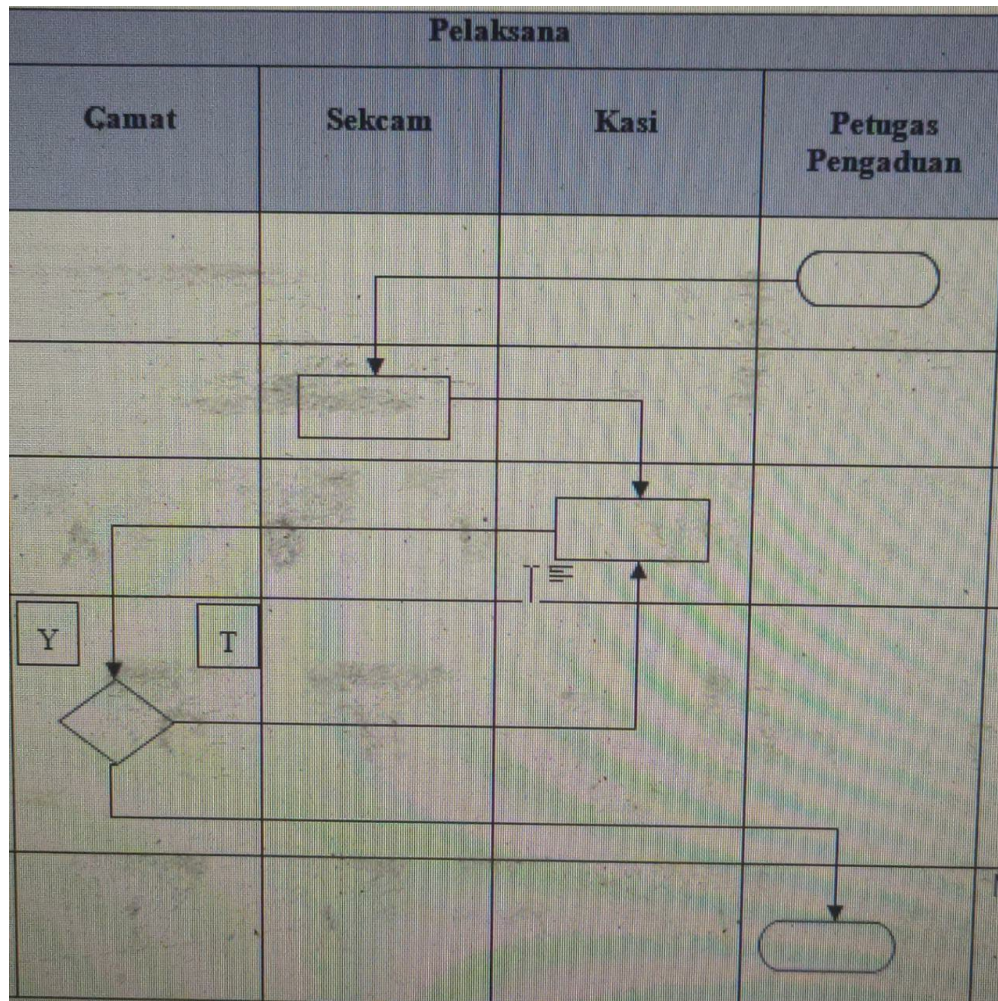 Pelaksana
Camat
Sekcam
Kasi
Petugas
Pengaduan
Y
T